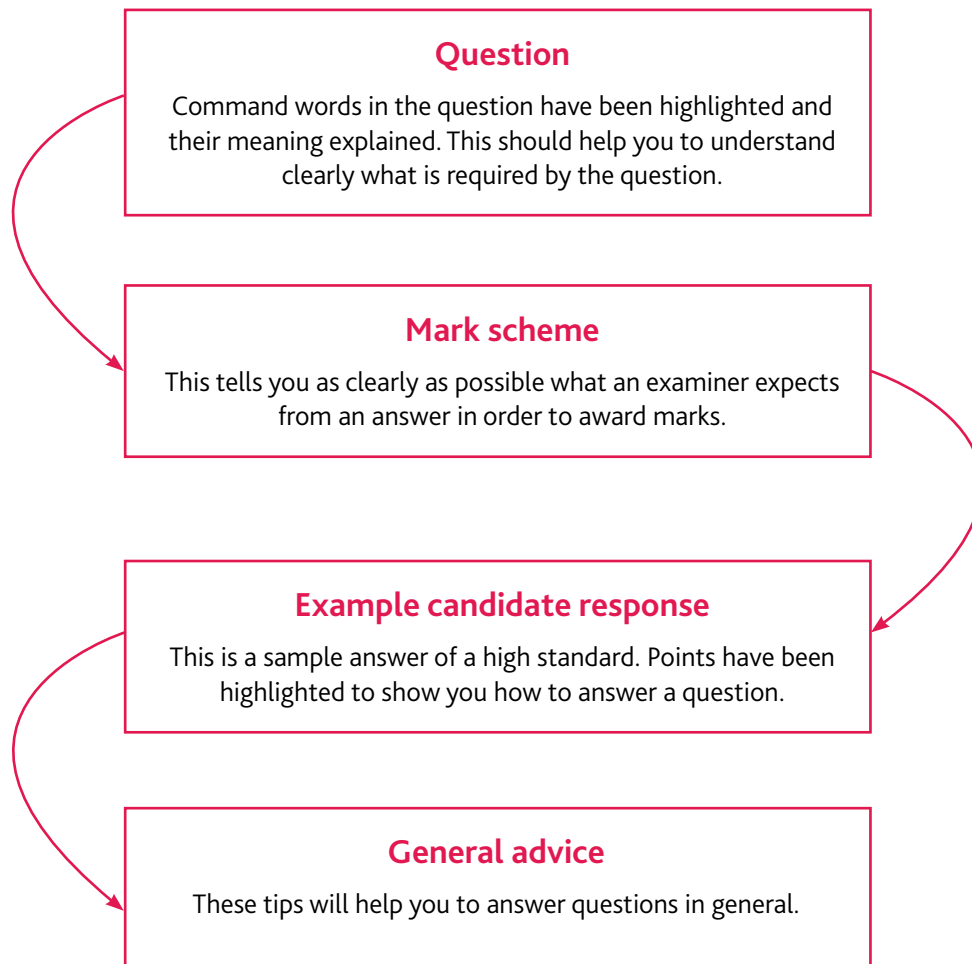 Question
Command words in the question have been highlighted and
their meaning explained. This should help you to understand
clearly what is required by the question.
Mark scheme
This tells you as clearly as possible what an examiner expects
from an answer in order to award marks.
Example candidate response
This is a sample answer of a high standard. Points have been
highlighted to show you how to answer a question.
General advice
These tips will help you to answer questions in general.